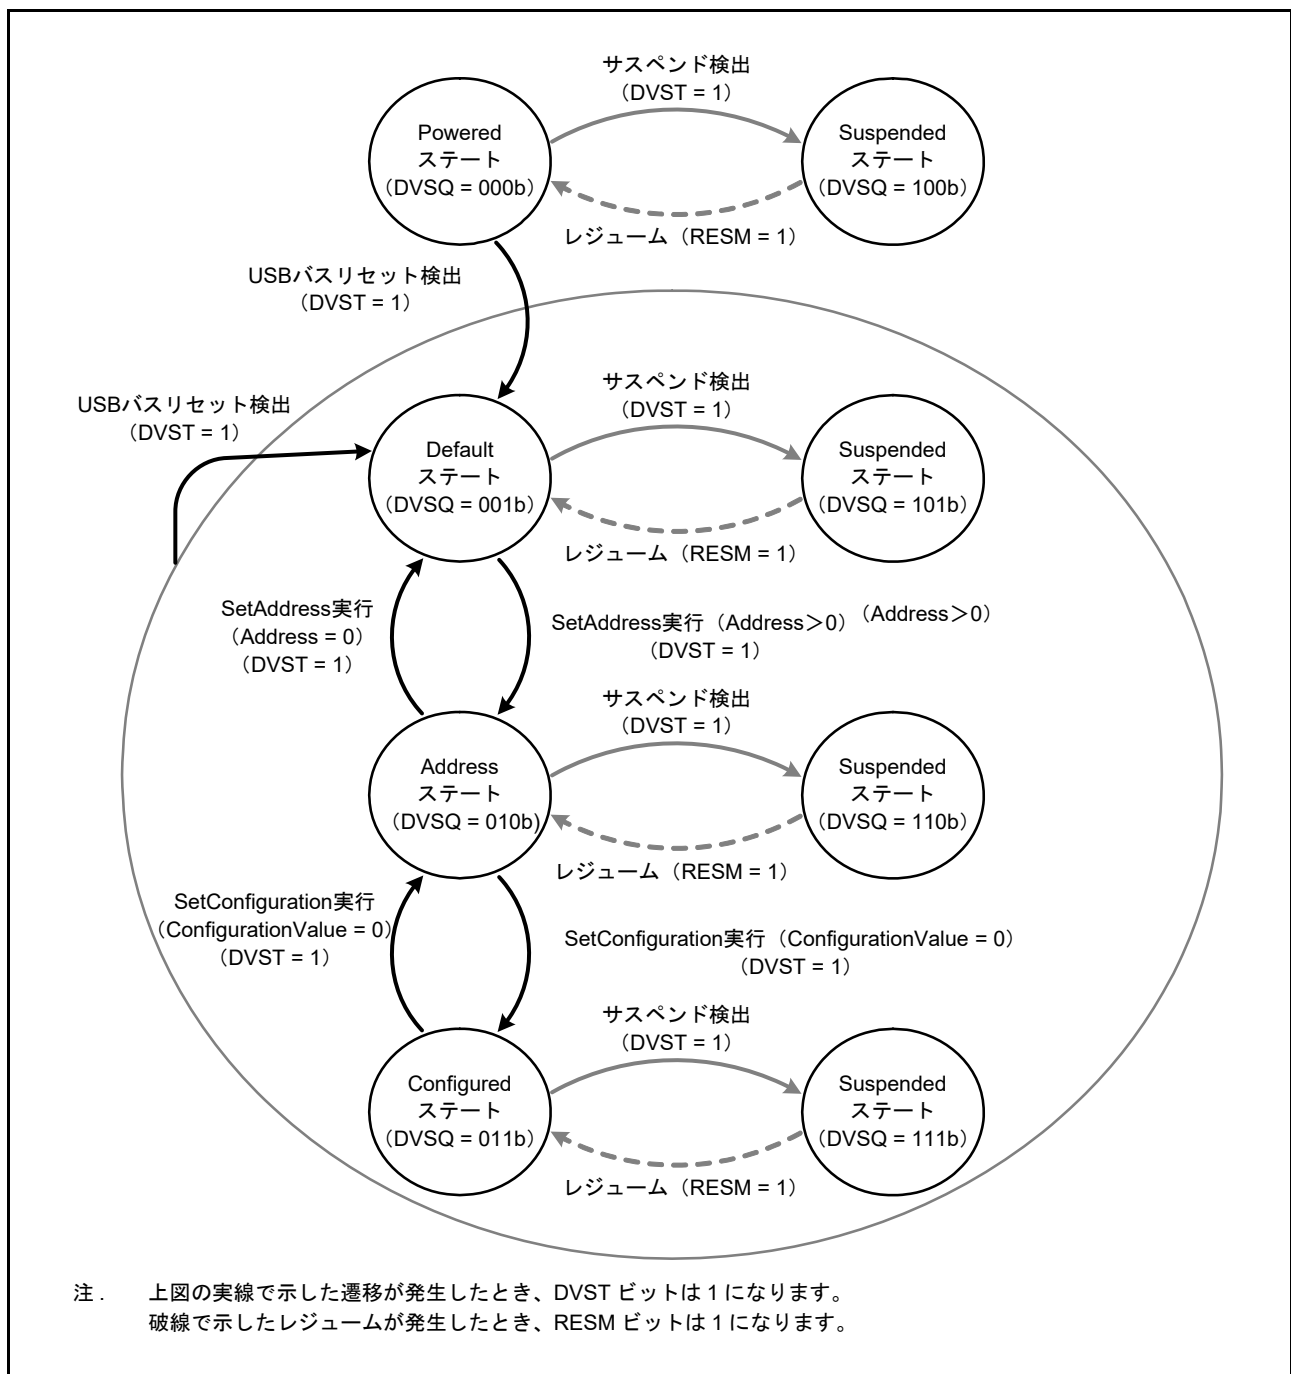 サスペンド検出
（DVST = 1）
Powered
ステート
（DVSQ = 000b）
Suspended
ステート
（DVSQ = 100b）
レジューム（RESM = 1）
USBバスリセット検出
（DVST = 1）
USBバスリセット検出
（DVST = 1）
サスペンド検出
（DVST = 1）
Default
ステート
（DVSQ = 001b）
Suspended
ステート
（DVSQ = 101b）
レジューム（RESM = 1）
SetAddress実行
（Address = 0）
（DVST = 1）
SetAddress実行（Address＞0）
（Address＞0）
（DVST = 1）
サスペンド検出
（DVST = 1）
Address
ステート
（DVSQ = 010b)
Suspended
ステート
（DVSQ = 110b）
レジューム（RESM = 1）
SetConfiguration実行
（ConfigurationValue = 0）
（DVST = 1）
SetConfiguration実行（ConfigurationValue = 0）
（DVST = 1）
サスペンド検出
（DVST = 1）
Configured
ステート
（DVSQ = 011b）
Suspended
ステート
（DVSQ = 111b）
レジューム（RESM = 1）
注． 上図の実線で示した遷移が発生したとき、DVST ビットは 1 になります。
破線で示したレジュームが発生したとき、RESM ビットは 1 になります。